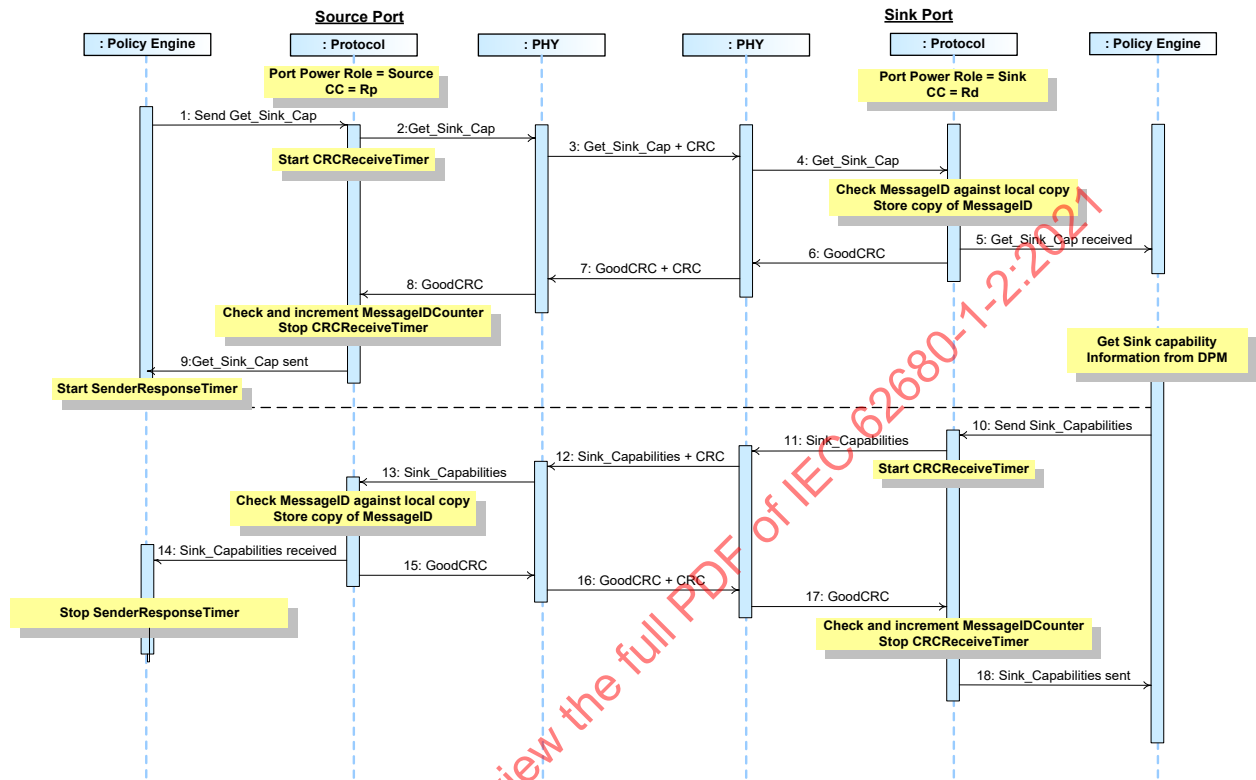 Source Port
Sink Port
: Policy Engine
: Protocol
: PHY
: PHY
: Protocol
: Policy Engine
Port Power Role = Source
CC = Rp
Port Power Role = Sink
CC = Rd
1: Send Get_Sink_Cap
2:Get_Sink_Cap
Start CRCReceiveTimer
3: Get_Sink_Cap + CRC
4: Get_Sink_Cap
Check MessageID against local copy
Store copy of MessageID
5: Get_Sink_Cap received
6: GoodCRC
7: GoodCRC + CRC
8: GoodCRC
Check and increment MessageIDCounter
Stop CRCReceiveTimer
9:Get_Sink_Cap sent
Start SenderResponseTimer
Get Sink capability
Information from DPM
10: Send Sink_Capabilities
11: Sink_Capabilities
Start CRCReceiveTimer
12: Sink_Capabilities + CRC
13: Sink_Capabilities
Check MessageID against local copy
Store copy of MessageID
14: Sink_Capabilities received
15: GoodCRC
16: GoodCRC + CRC
17: GoodCRC
Stop SenderResponseTimer
Check and increment MessageIDCounter
Stop CRCReceiveTimer
18: Sink_Capabilities sent
view the full PDF of IEC 62680-1-2:2021